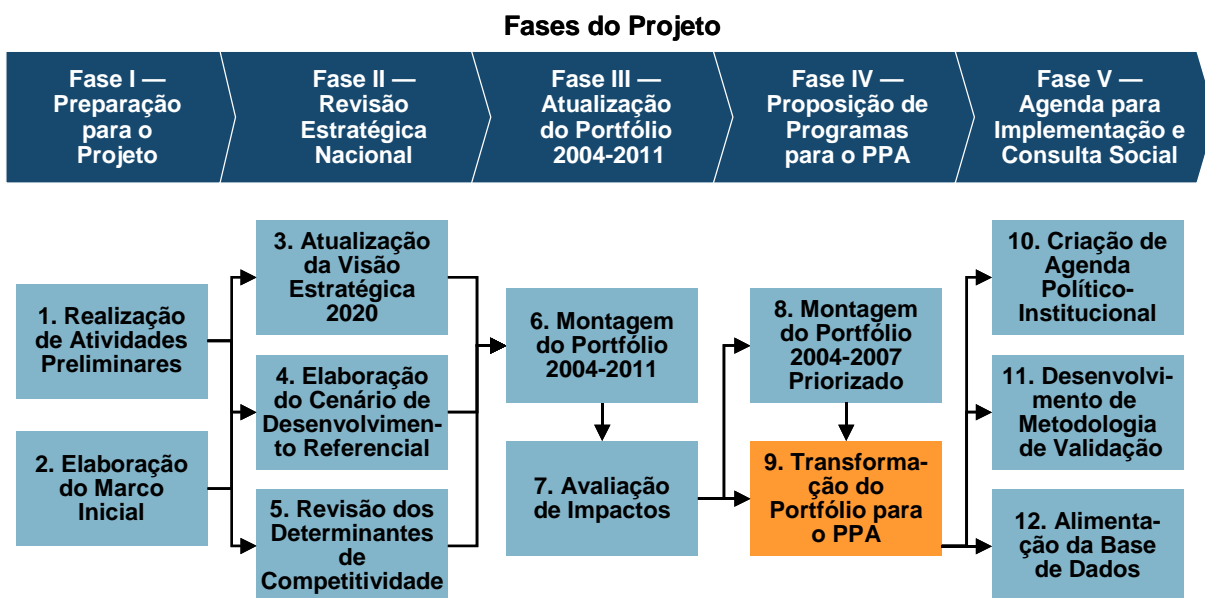 Fases do Projeto
Fase I —
Preparação
para o
Projeto
Fase II —
Revisão
Estratégica
Nacional
Fase III —
Atualização
do Portfólio
2004-2011
Fase IV —
Proposição de
Programas
para o PPA
Fase V —
Agenda para
Implementação e
Consulta Social
1. Realização
de Atividades
Preliminares
2. Elaboração
do Marco
Inicial
3. Atualização
da Visão
Estratégica
2020
4. Elaboração
do Cenário de
Desenvolvimen-
to Referencial
5. Revisão dos
Determinantes
de
Competitividade
6. Montagem
do Portfólio
2004-2011
7. Avaliação
de Impactos
8. Montagem
do Portfólio
2004-2007
Priorizado
9. Transforma-
ção do
Portfólio para
o PPA
10. Criação de
Agenda
Político-
Institucional
11. Desenvolvi-
mento de
Metodologia
de Validação
12. Alimenta-
ção da Base
de Dados